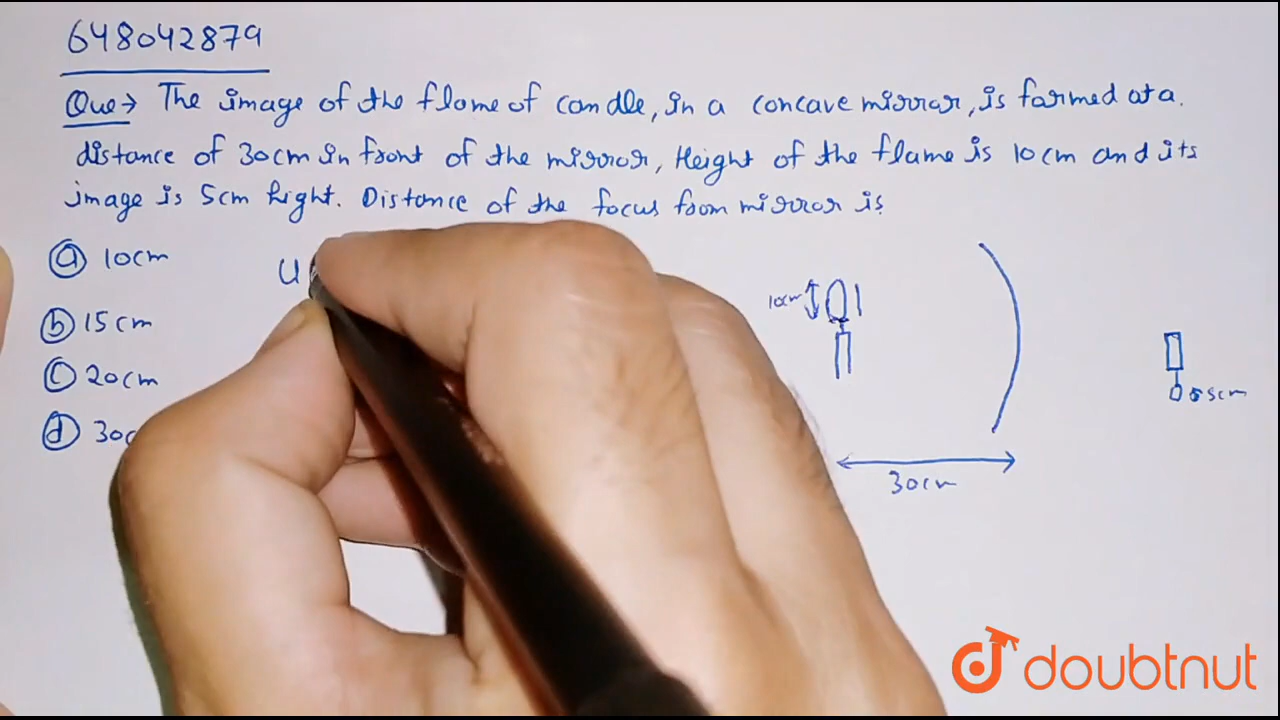 648042879
Que→ The image of the flame of candle, in a concave mirror, is formed at a.
distance of 30cm in front of the mirror, Height of the flame is 10cm and its
image is 5cm hight. Distance of the focus from mirror is
ⓐ 10cm
ⓑ 15cm
ⓒ 20cm
ⓓ 30c
u
10cm
5cm
30cm
doubtnut